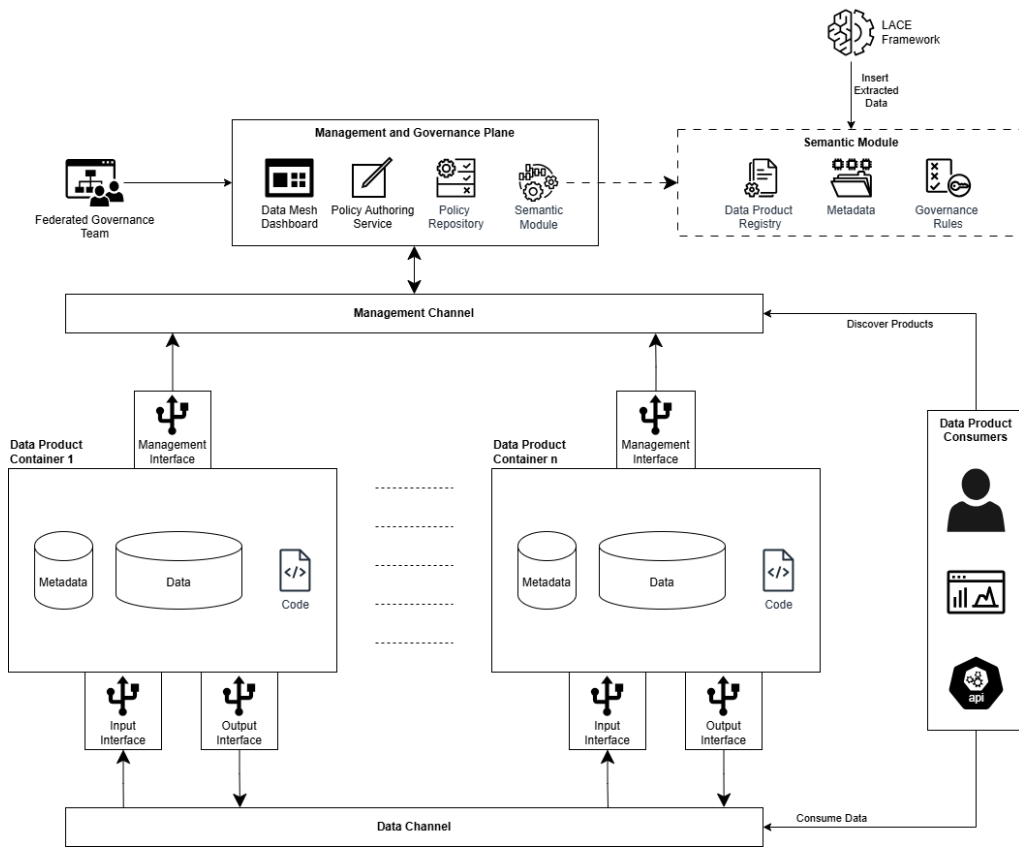 LACE
Framework
Insert
Extracted
Data
Management and Governance Plane
Data Mesh
Dashboard
Policy Authoring
Service
Policy
Repository
Semantic
Module
Federated Governance
Team
Semantic Module
Data Product
Registry
Metadata
Governance
Rules
Management Channel
Discover Products
Management
Interface
Data Product
Container 1
Metadata
Data
Code
Input
Interface
Output
Interface
Management
Interface
Data Product
Container n
Metadata
Data
Code
Input
Interface
Output
Interface
Data Product
Consumers
api
Data Channel
Consume Data